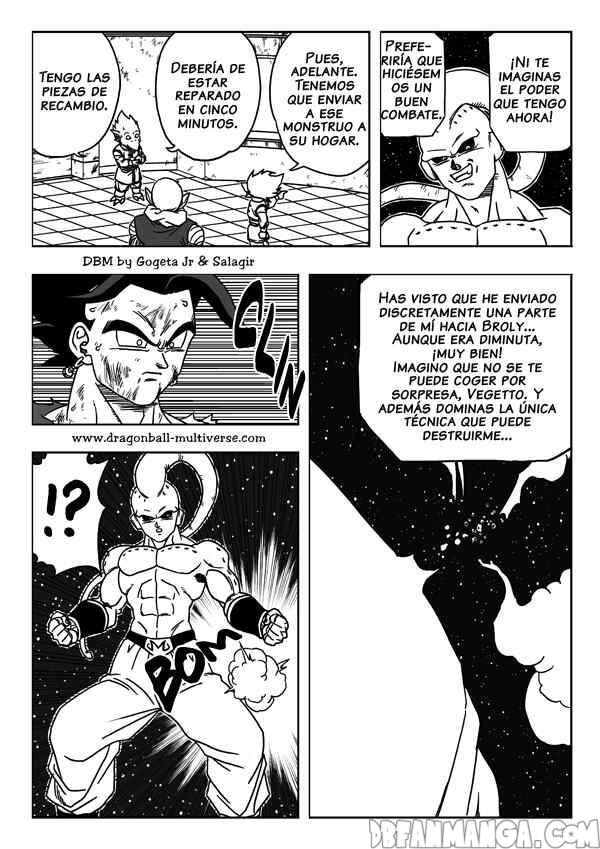 TENGO LAS
PIEZAS DE
RECAMBIO.
DEBERÍA DE
ESTAR
REPARADO
EN CINCO
MINUTOS.
PUES,
ADELANTE.
TENEMOS
QUE ENVIAR
A ESE
MONSTRUO A
SU HOGAR.
PREFE-
RIRÍA QUE
HICIÉSEM
OS UN
BUEN
COMBATE.
¡NI TE
IMAGINAS
EL PODER
QUE TENGO
AHORA!
DBM by Gogeta Jr & Salagir
CLIN
www.dragonball-multiverse.com
HAS VISTO QUE HE ENVIADO
DISCRETAMENTE UNA PARTE
DE MÍ HACIA BROLY...
AUNQUE ERA DIMINUTA,
¡MUY BIEN!
IMAGINO QUE NO SE TE
PUEDE COGER POR
SORPRESA, VEGETTO. Y
ADEMÁS DOMINAS LA ÚNICA
TÉCNICA QUE PUEDE
DESTRUIRME...
!?
BOM
DBFANMANGA.COM